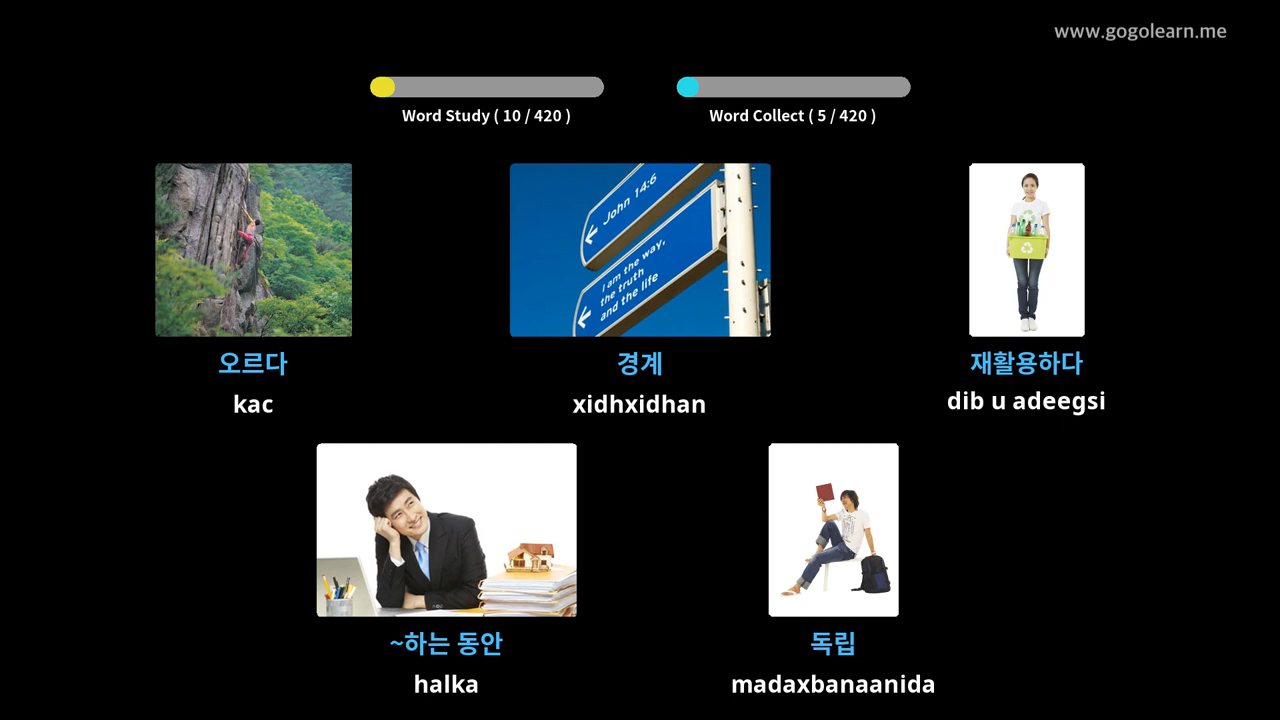 www.gogolearn.me
Word Study ( 10 / 420 )
Word Collect ( 5 / 420 )
John 14:6
I am the way,
the truth
and the life
오르다
kac
경계
xidhxidhan
재활용하다
dib u adeegsi
~하는 동안
halka
독립
madaxbanaanida